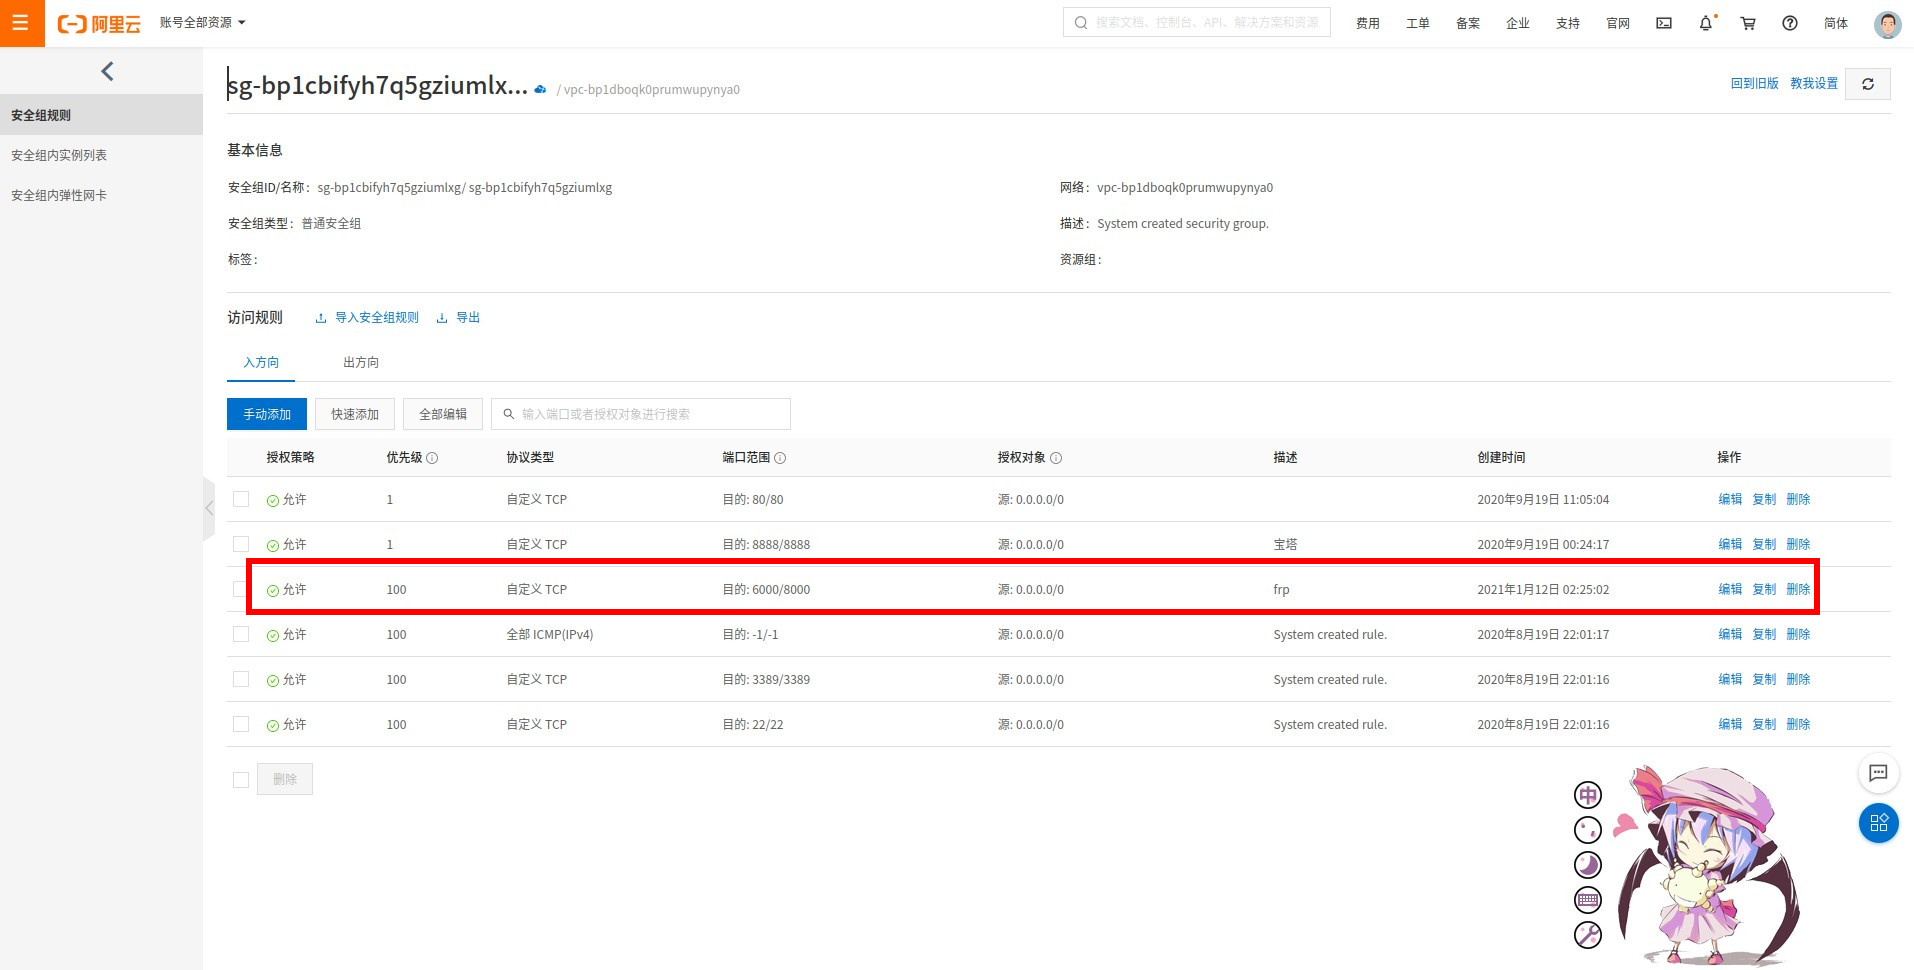 阿里云 账号全部资源 搜索文档、控制台、API、解决方案和资源 费用 工单 备案 企业 支持 官网 简体
sg-bp1cbifyh7q5gziumlx... / vpc-bp1dboqk0prumwupynya0 回到旧版 教我设置
安全组规则
安全组内实例列表
安全组内弹性网卡
基本信息
安全组ID/名称： sg-bp1cbifyh7q5gziumlxg/ sg-bp1cbifyh7q5gziumlxg 网络： vpc-bp1dboqk0prumwupynya0
安全组类型： 普通安全组 描述： System created security group.
标签： 资源组：
访问规则 导入安全组规则 导出
入方向 出方向
手动添加 快速添加 全部编辑 输入端口或者授权对象进行搜索
授权策略 优先级 协议类型 端口范围 授权对象 描述 创建时间 操作
允许 1 自定义 TCP 目的: 80/80 源: 0.0.0.0/0 2020年9月19日 11:05:04 编辑 复制 删除
允许 1 自定义 TCP 目的: 8888/8888 源: 0.0.0.0/0 宝塔 2020年9月19日 00:24:17 编辑 复制 删除
允许 100 自定义 TCP 目的: 6000/8000 源: 0.0.0.0/0 frp 2021年1月12日 02:25:02 编辑 复制 删除
允许 100 全部 ICMP(IPv4) 目的: -1/-1 源: 0.0.0.0/0 System created rule. 2020年8月19日 22:01:17 编辑 复制 删除
允许 100 自定义 TCP 目的: 3389/3389 源: 0.0.0.0/0 System created rule. 2020年8月19日 22:01:16 编辑 复制 删除
允许 100 自定义 TCP 目的: 22/22 源: 0.0.0.0/0 System created rule. 2020年8月19日 22:01:16 编辑 复制 删除
删除
中